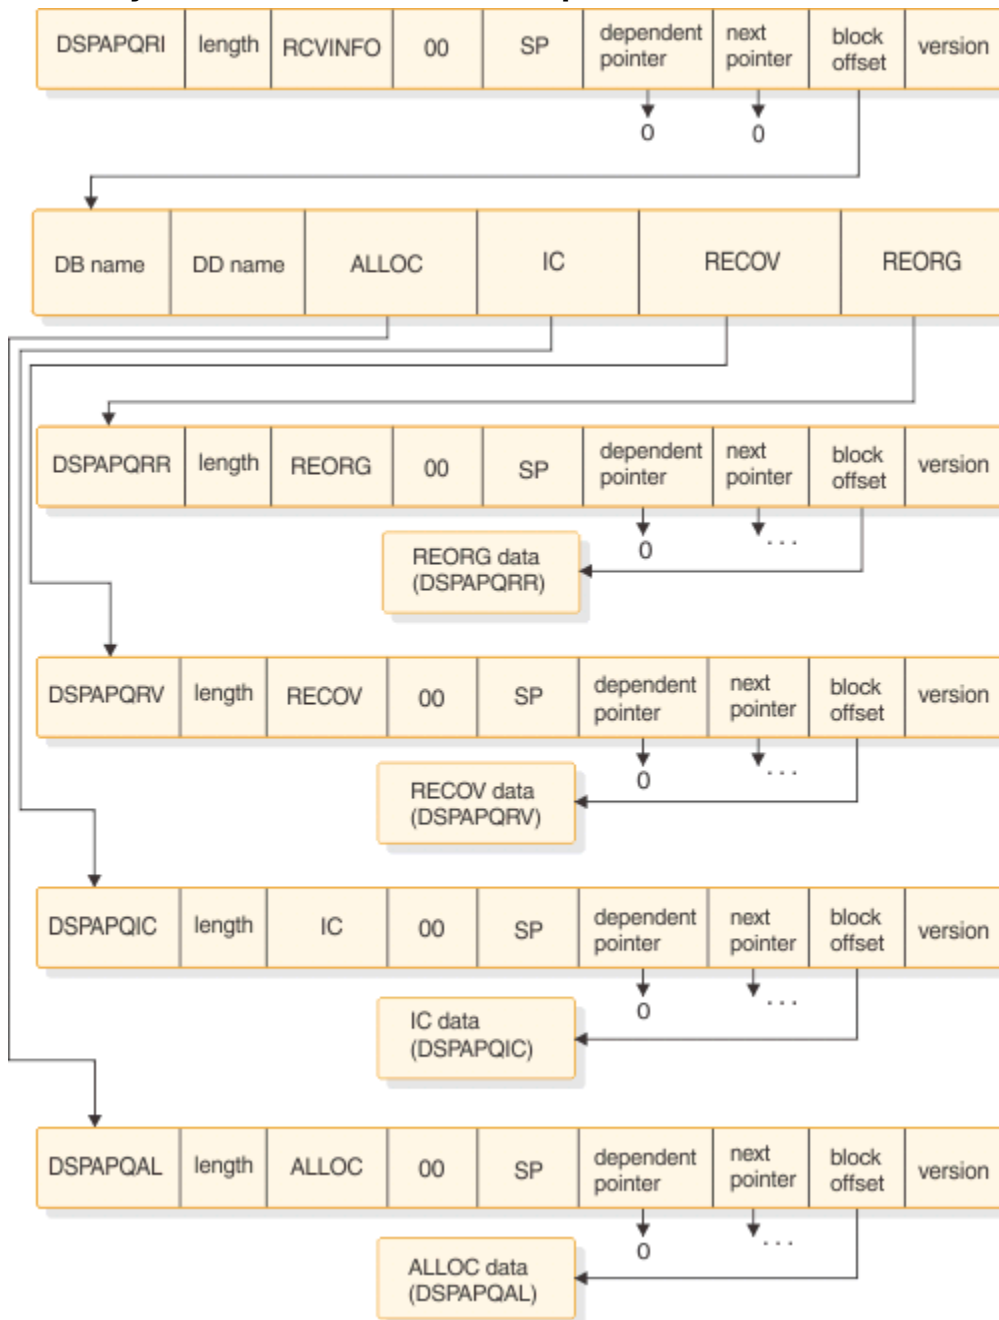 DSPAPQRI length RCVINFO 00 SP dependent pointer next pointer block offset version
0 0
DB name DD name ALLOC IC RECOV REORG
DSPAPQRR length REORG 00 SP dependent pointer next pointer block offset version
0 ...
REORG data
(DSPAPQRR)
DSPAPQRV length RECOV 00 SP dependent pointer next pointer block offset version
0 ...
RECOV data
(DSPAPQRV)
DSPAPQIC length IC 00 SP dependent pointer next pointer block offset version
0 ...
IC data
(DSPAPQIC)
DSPAPQAL length ALLOC 00 SP dependent pointer next pointer block offset version
0 ...
ALLOC data
(DSPAPQAL)